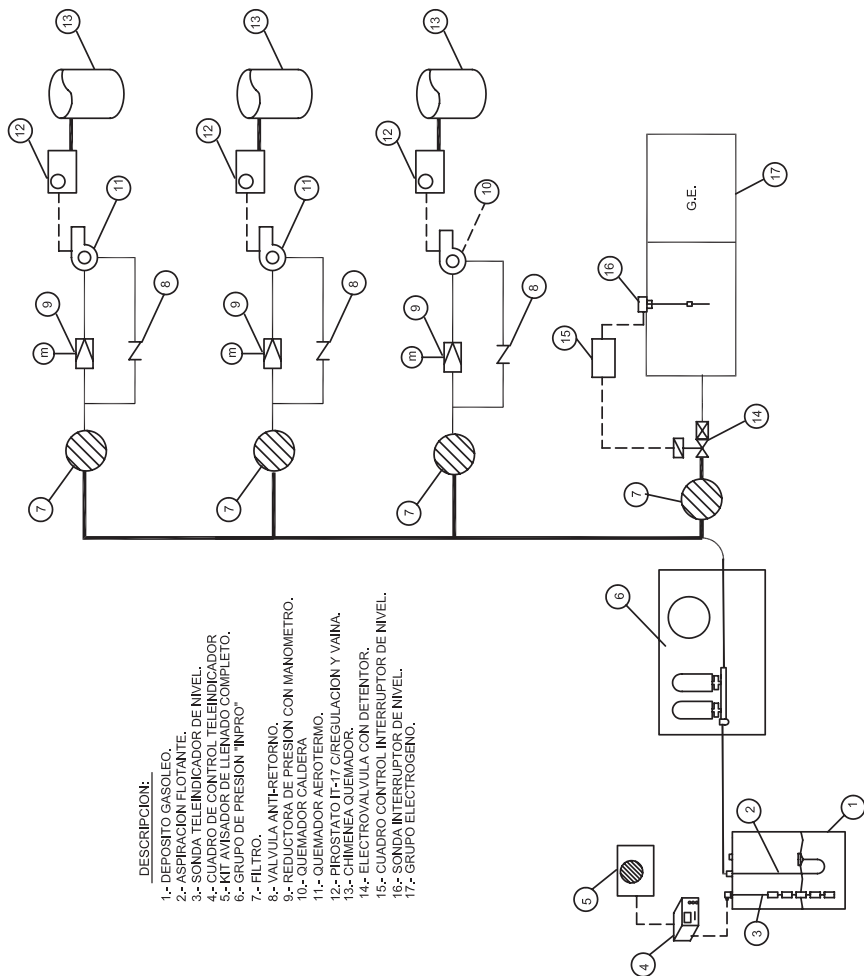 DESCRIPCION:
1.- DEPOSITO GASOLEO.
2.- ASPIRACION FLOTANTE.
3.- SONDA TELEINDICADOR DE NIVEL.
4.- CUADRO DE CONTROL TELEINDICADOR
5.- KIT AVISADOR DE LLENADO COMPLETO.
6.- GRUPO DE PRESION "INPRO"
7.- FILTRO.
8.- VALVULA ANTI-RETORNO.
9.- REDUCTORA DE PRESION CON MANOMETRO.
10.- QUEMADOR CALDERA
11.- QUEMADOR AEROTERMO.
12.- PIROSTATO IT-17 C/REGULACION Y VAINA.
13.- CHIMENEA QUEMADOR.
14.- ELECTROVALVULA CON DETENTOR.
15.- CUADRO CONTROL INTERRUPTOR DE NIVEL.
16.- SONDA INTERRUPTOR DE NIVEL.
17.- GRUPO ELECTROGENO.
13
12
11
9
m
8
7
13
12
11
9
m
8
7
13
12
10
9
m
8
7
G.E.
17
16
15
14
7
6
5
4
3
2
1